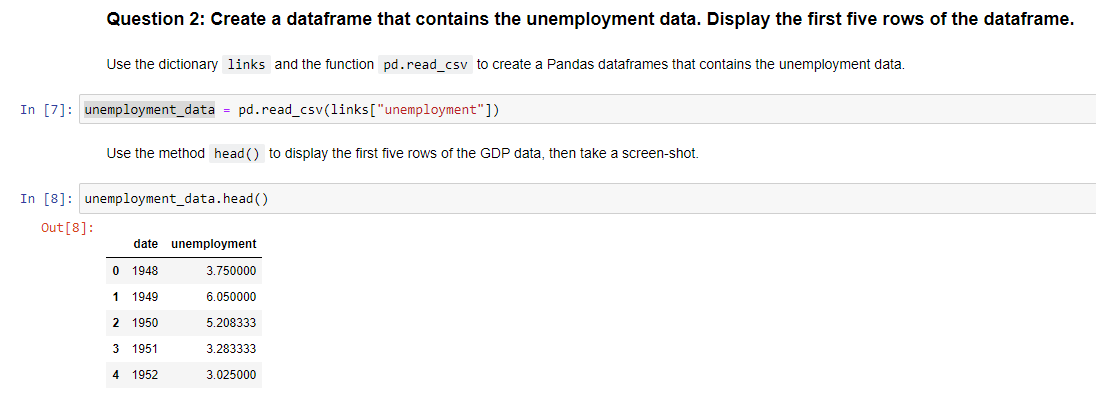 Question 2: Create a dataframe that contains the unemployment data. Display the first five rows of the dataframe.
Use the dictionary links and the function pd.read_csv to create a Pandas dataframes that contains the unemployment data.
In [7]: unemployment_data = pd.read_csv(links["unemployment"])
Use the method head() to display the first five rows of the GDP data, then take a screen-shot.
In [8]: unemployment_data.head()
Out[8]:
date unemployment
0 1948 3.750000
1 1949 6.050000
2 1950 5.208333
3 1951 3.283333
4 1952 3.025000